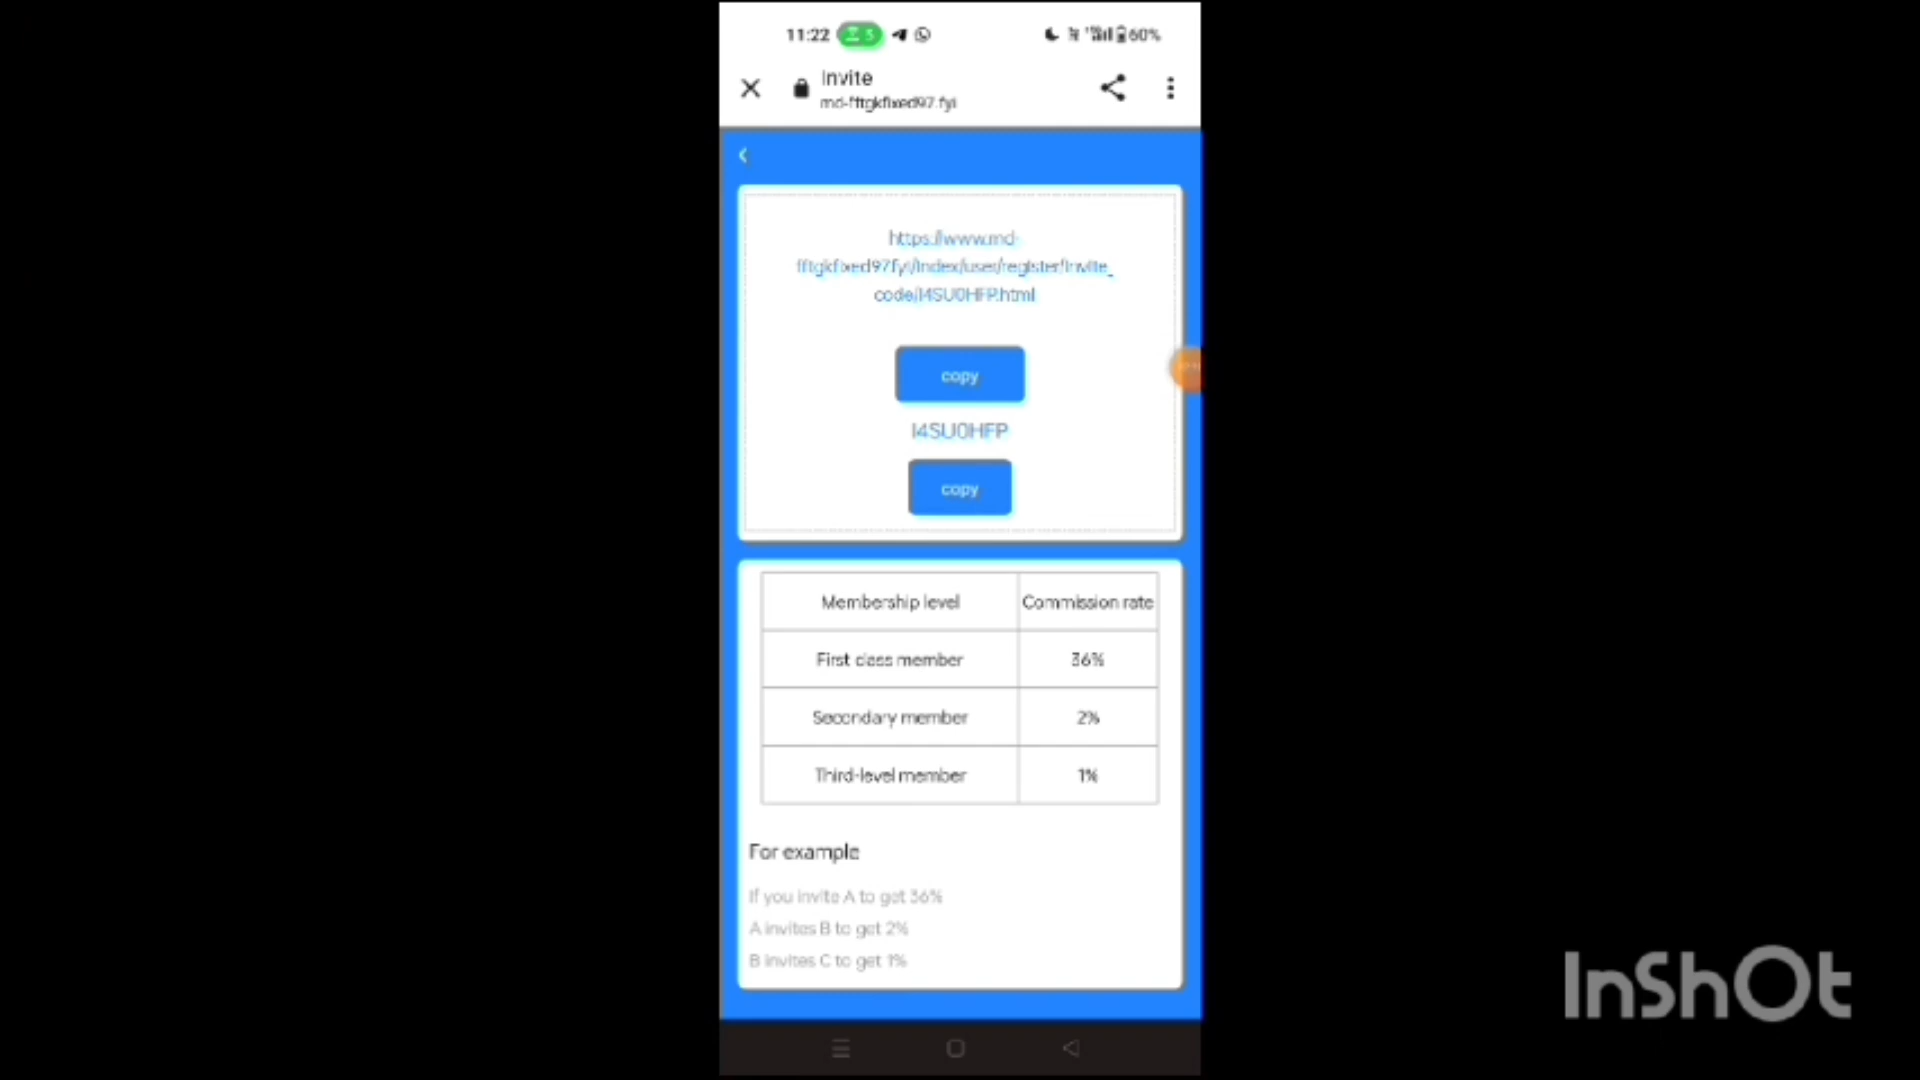 11:22
60%
Invite
md-fftgkfixed97.fyi
https://www.md-
fftgkfixed97.fyi/index/user/register/invite_
code/I4SU0HFP.html
copy
I4SU0HFP
copy
Membership level Commission rate
First class member 36%
Secondary member 2%
Third-level member 1%
For example
If you invite A to get 36%
A invites B to get 2%
B invites C to get 1%
InShOt